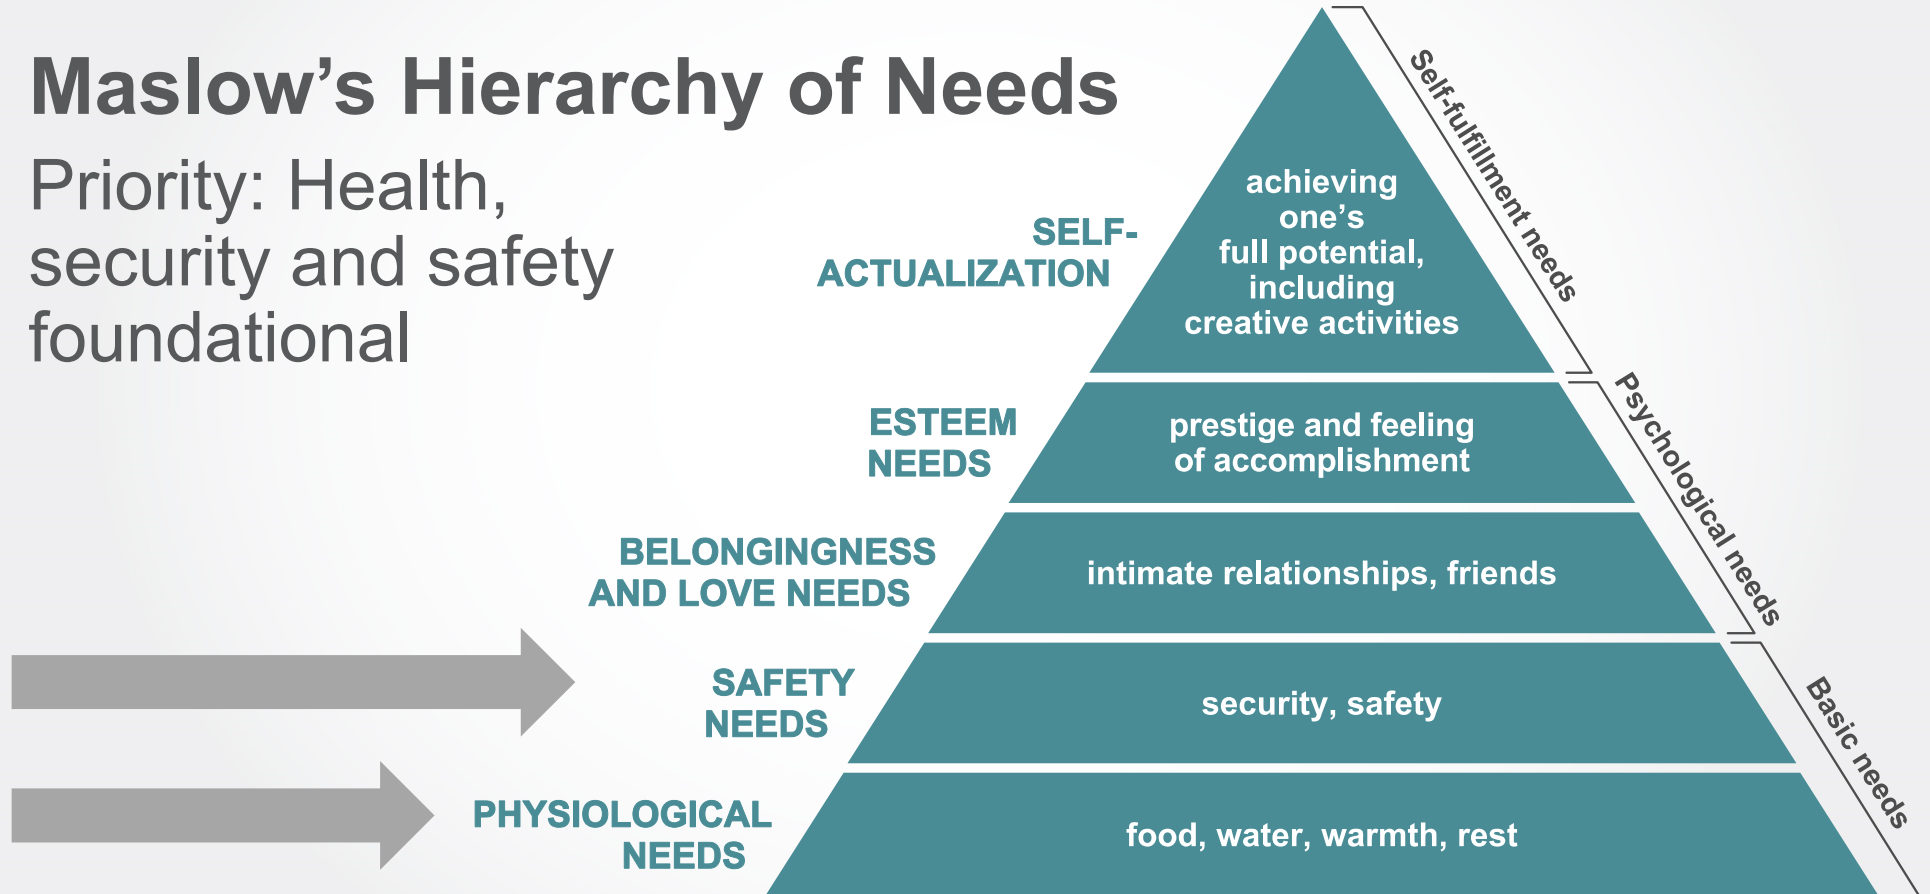 Maslow’s Hierarchy of Needs
Priority: Health,
security and safety
foundational
SELF-
ACTUALIZATION
achieving
one’s
full potential,
including
creative activities
Self-fulfillment needs
ESTEEM
NEEDS
prestige and feeling
of accomplishment
Psychological needs
BELONGINGNESS
AND LOVE NEEDS
intimate relationships, friends
SAFETY
NEEDS
security, safety
Basic needs
PHYSIOLOGICAL
NEEDS
food, water, warmth, rest